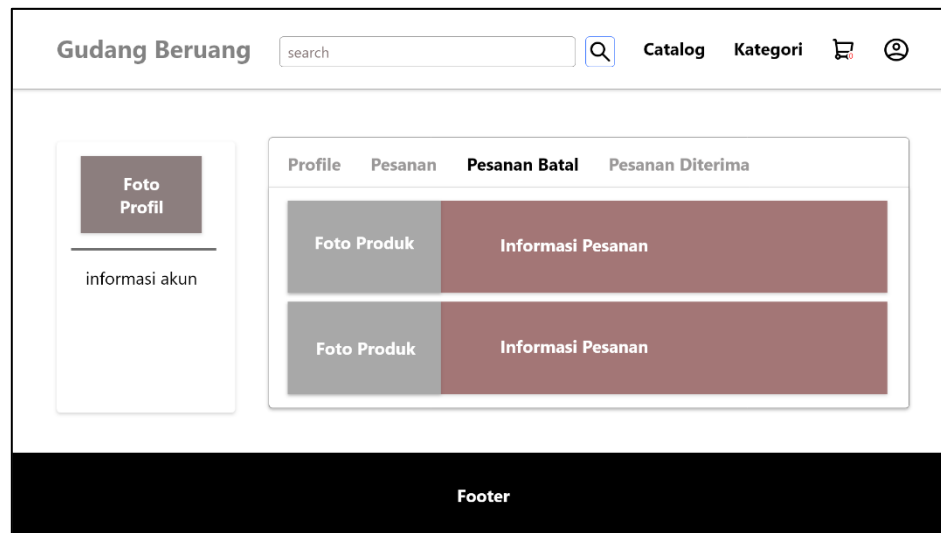 Gudang Beruang
search
Catalog
Kategori
0
Foto
Profil
informasi akun
Profile
Pesanan
Pesanan Batal
Pesanan Diterima
Foto Produk
Informasi Pesanan
Foto Produk
Informasi Pesanan
Footer